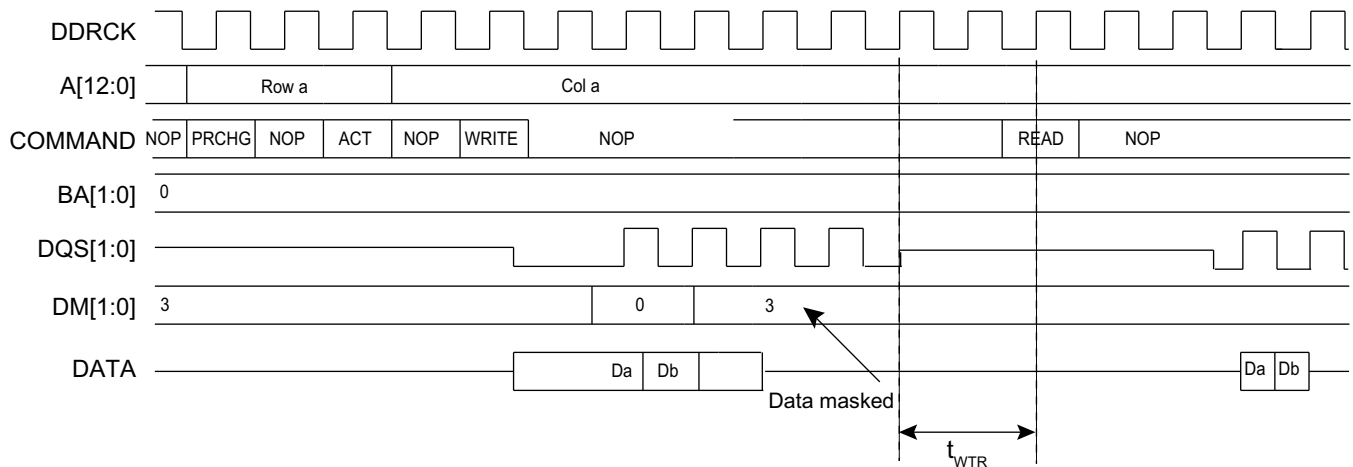 DDRCK
A[12:0] Row a Col a
COMMAND NOP PRCHG NOP ACT NOP WRITE NOP READ NOP
BA[1:0] 0
DQS[1:0]
DM[1:0] 3 0 3
DATA Da Db Da Db
Data masked
tWTR